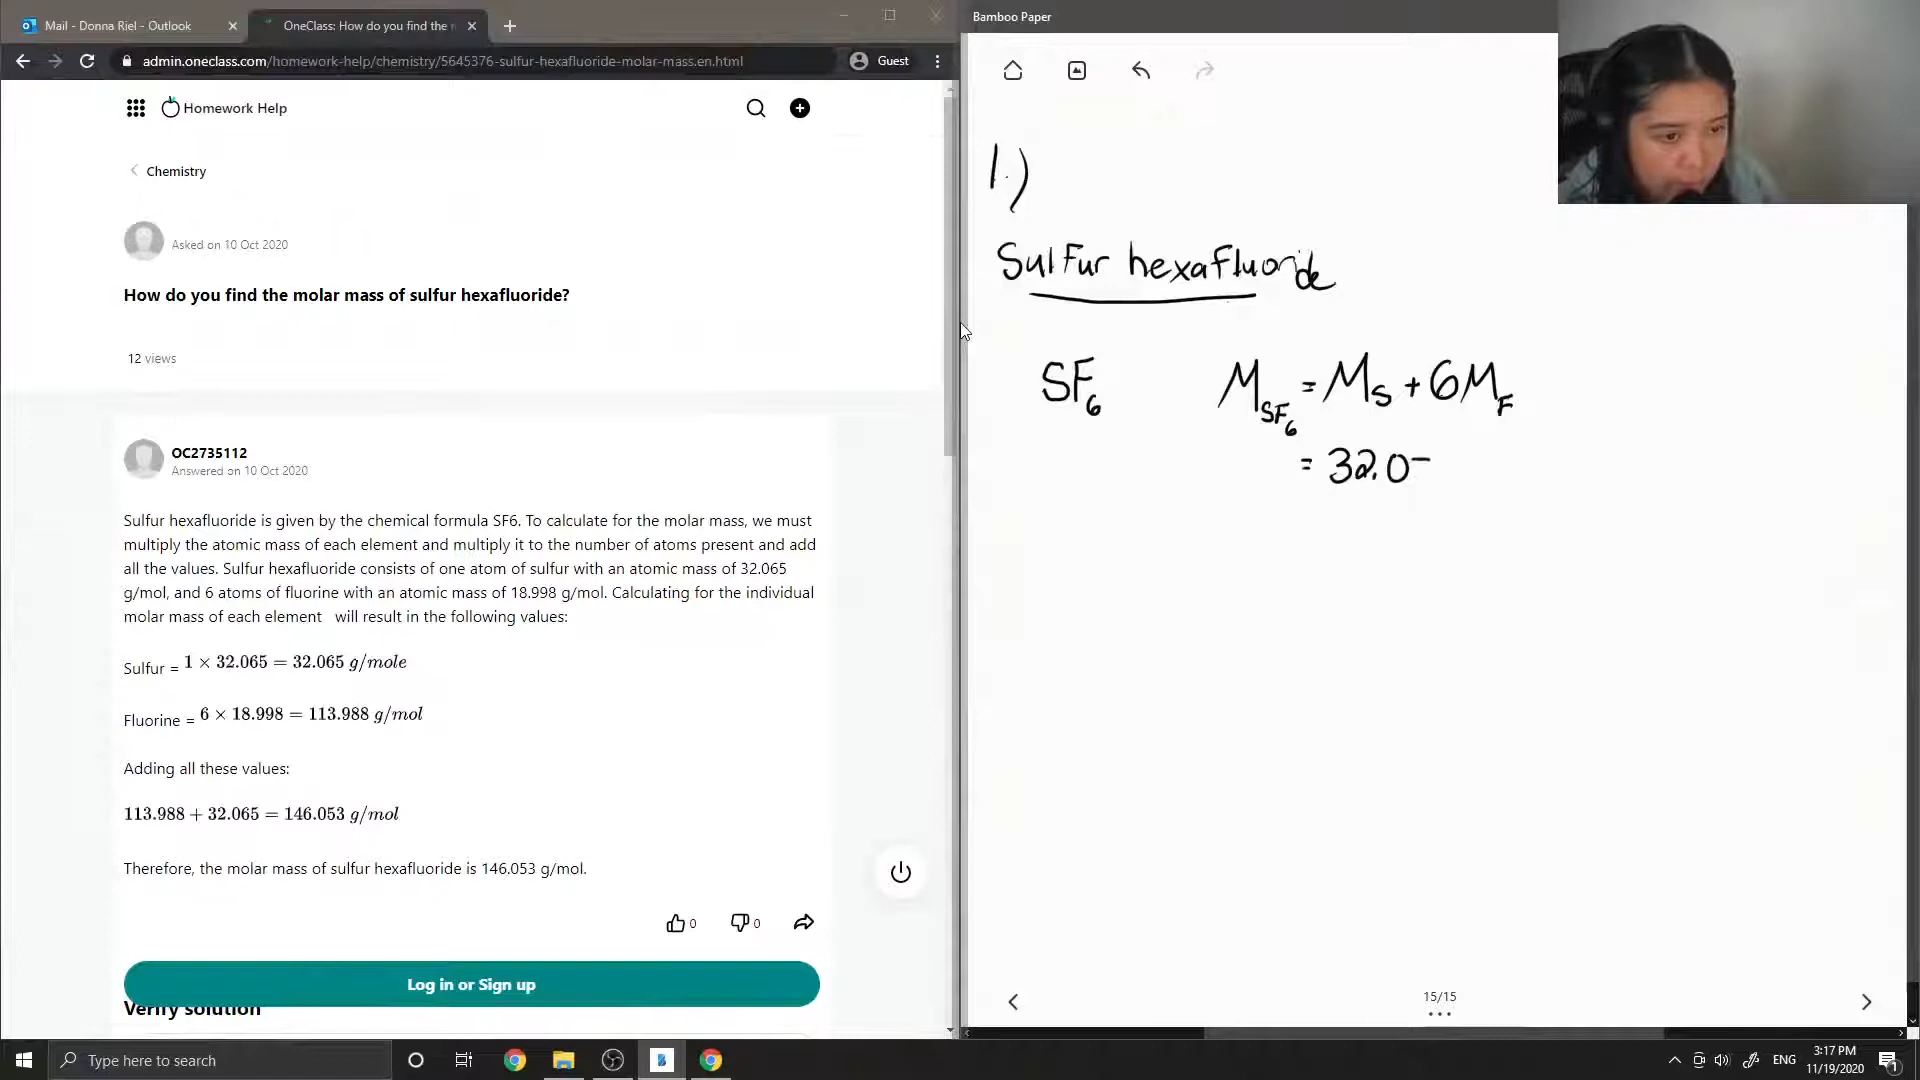 Mail - Donna Riel - Outlook
OneClass: How do you find the
admin.oneclass.com/homework-help/chemistry/5645376-sulfur-hexafluoride-molar-mass.en.html
Guest
Homework Help
Chemistry
Asked on 10 Oct 2020
How do you find the molar mass of sulfur hexafluoride?
12 views
OC2735112
Answered on 10 Oct 2020
Sulfur hexafluoride is given by the chemical formula SF6. To calculate for the molar mass, we must
multiply the atomic mass of each element and multiply it to the number of atoms present and add
all the values. Sulfur hexafluoride consists of one atom of sulfur with an atomic mass of 32.065
g/mol, and 6 atoms of fluorine with an atomic mass of 18.998 g/mol. Calculating for the individual
molar mass of each element will result in the following values:
Sulfur = 1 × 32.065 = 32.065 g/mole
Fluorine = 6 × 18.998 = 113.988 g/mol
Adding all these values:
113.988 + 32.065 = 146.053 g/mol
Therefore, the molar mass of sulfur hexafluoride is 146.053 g/mol.
0
0
Log in or Sign up
Verify solution
Bamboo Paper
1.)
Sulfur hexafluoride
SF6
M SF6 = M S + 6M F
= 32.0
15/15
Type here to search
ENG
3:17 PM
11/19/2020
1